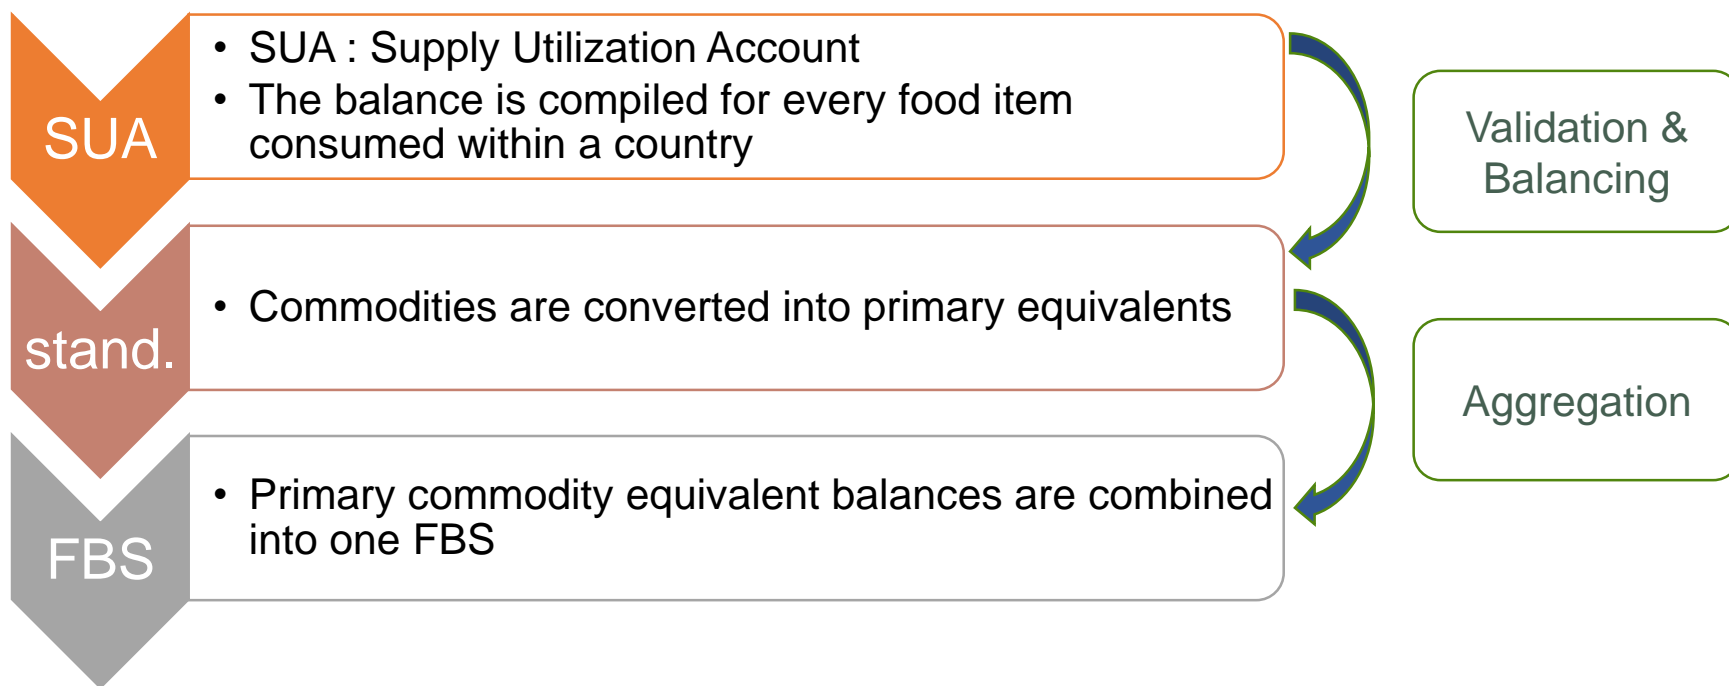 SUA
• SUA : Supply Utilization Account
• The balance is compiled for every food item
consumed within a country
Validation &
Balancing
stand.
• Commodities are converted into primary equivalents
Aggregation
FBS
• Primary commodity equivalent balances are combined
into one FBS